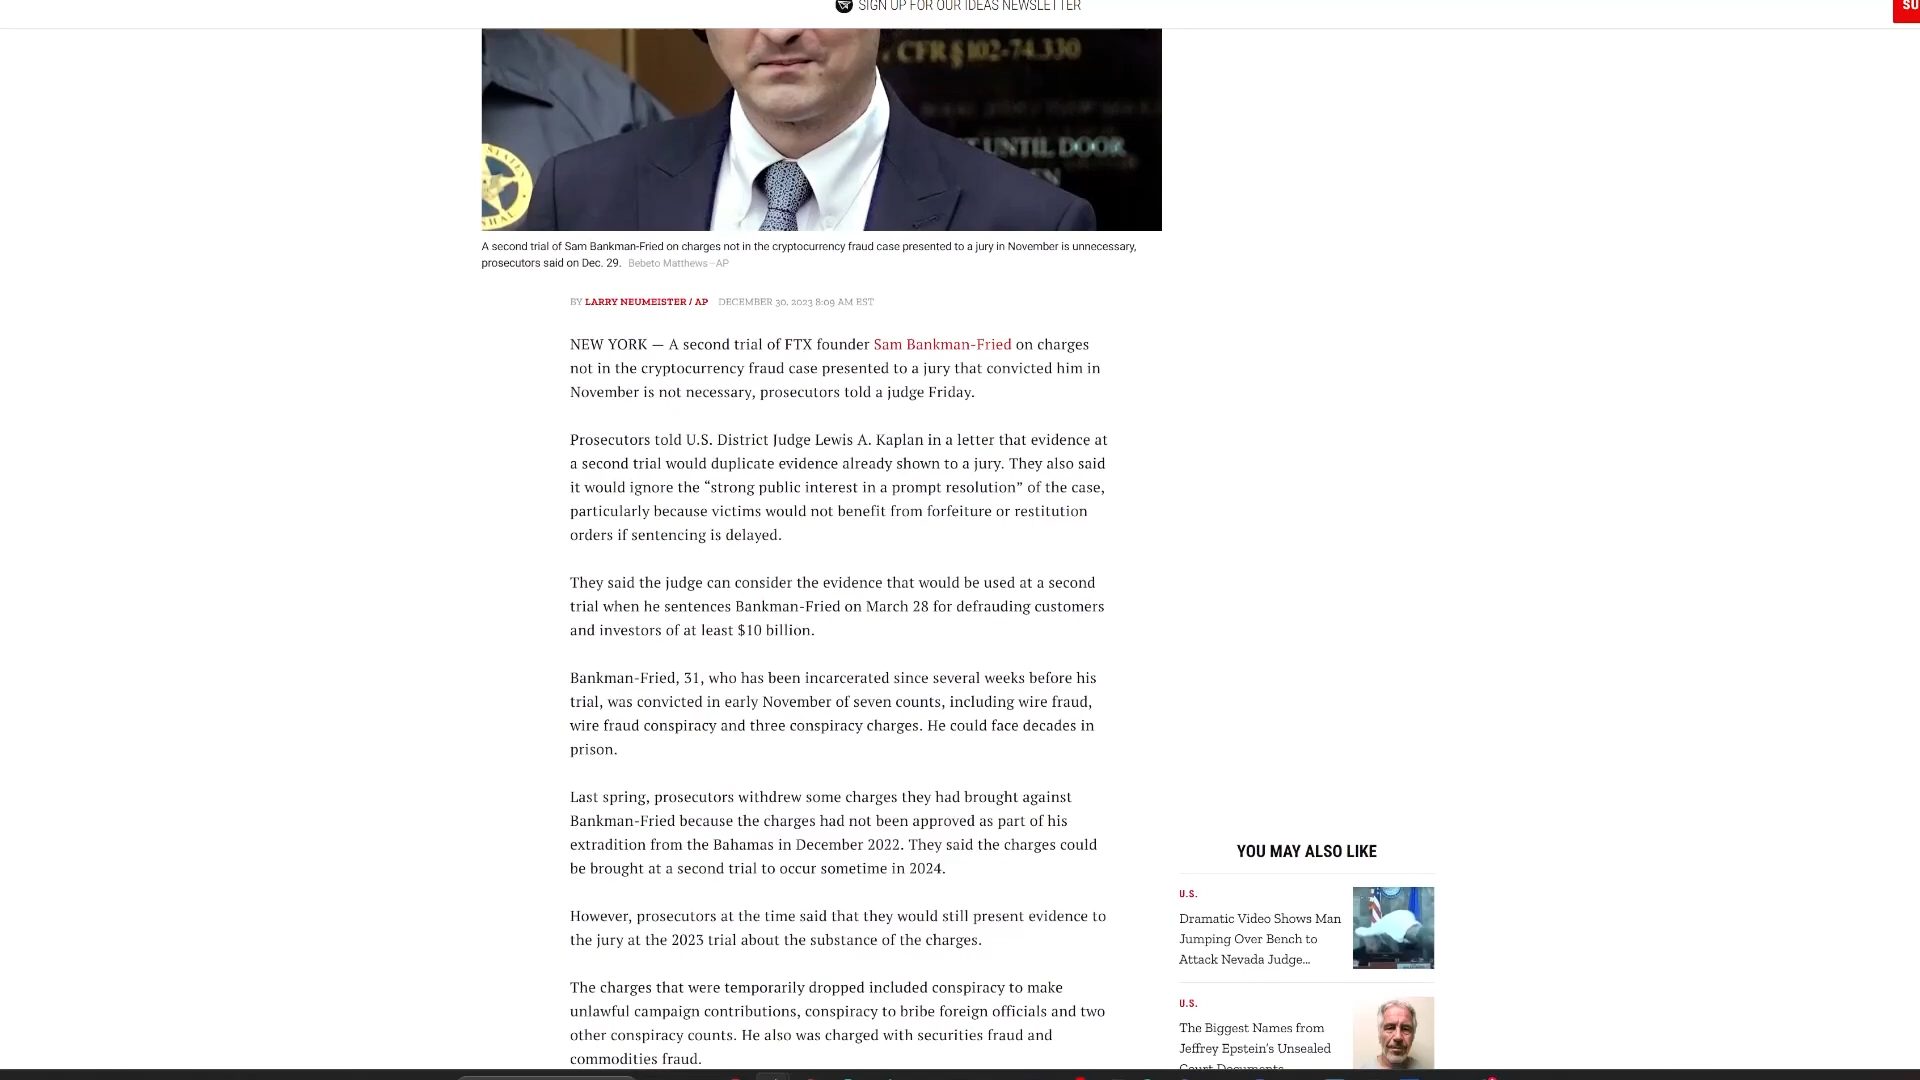 SIGN UP FOR OUR IDEAS NEWSLETTER
SU
CFR§102-74.330
UNTIL DOOR
A second trial of Sam Bankman-Fried on charges not in the cryptocurrency fraud case presented to a jury in November is unnecessary,
prosecutors said on Dec. 29. Bebeto Matthews—AP
BY LARRY NEUMEISTER / AP DECEMBER 30, 2023 8:09 AM EST
NEW YORK — A second trial of FTX founder Sam Bankman-Fried on charges
not in the cryptocurrency fraud case presented to a jury that convicted him in
November is not necessary, prosecutors told a judge Friday.
Prosecutors told U.S. District Judge Lewis A. Kaplan in a letter that evidence at
a second trial would duplicate evidence already shown to a jury. They also said
it would ignore the “strong public interest in a prompt resolution” of the case,
particularly because victims would not benefit from forfeiture or restitution
orders if sentencing is delayed.
They said the judge can consider the evidence that would be used at a second
trial when he sentences Bankman-Fried on March 28 for defrauding customers
and investors of at least $10 billion.
Bankman-Fried, 31, who has been incarcerated since several weeks before his
trial, was convicted in early November of seven counts, including wire fraud,
wire fraud conspiracy and three conspiracy charges. He could face decades in
prison.
Last spring, prosecutors withdrew some charges they had brought against
Bankman-Fried because the charges had not been approved as part of his
extradition from the Bahamas in December 2022. They said the charges could
be brought at a second trial to occur sometime in 2024.
However, prosecutors at the time said that they would still present evidence to
the jury at the 2023 trial about the substance of the charges.
The charges that were temporarily dropped included conspiracy to make
unlawful campaign contributions, conspiracy to bribe foreign officials and two
other conspiracy counts. He also was charged with securities fraud and
commodities fraud.
YOU MAY ALSO LIKE
U.S.
Dramatic Video Shows Man
Jumping Over Bench to
Attack Nevada Judge...
U.S.
The Biggest Names from
Jeffrey Epstein's Unsealed
Court Documents